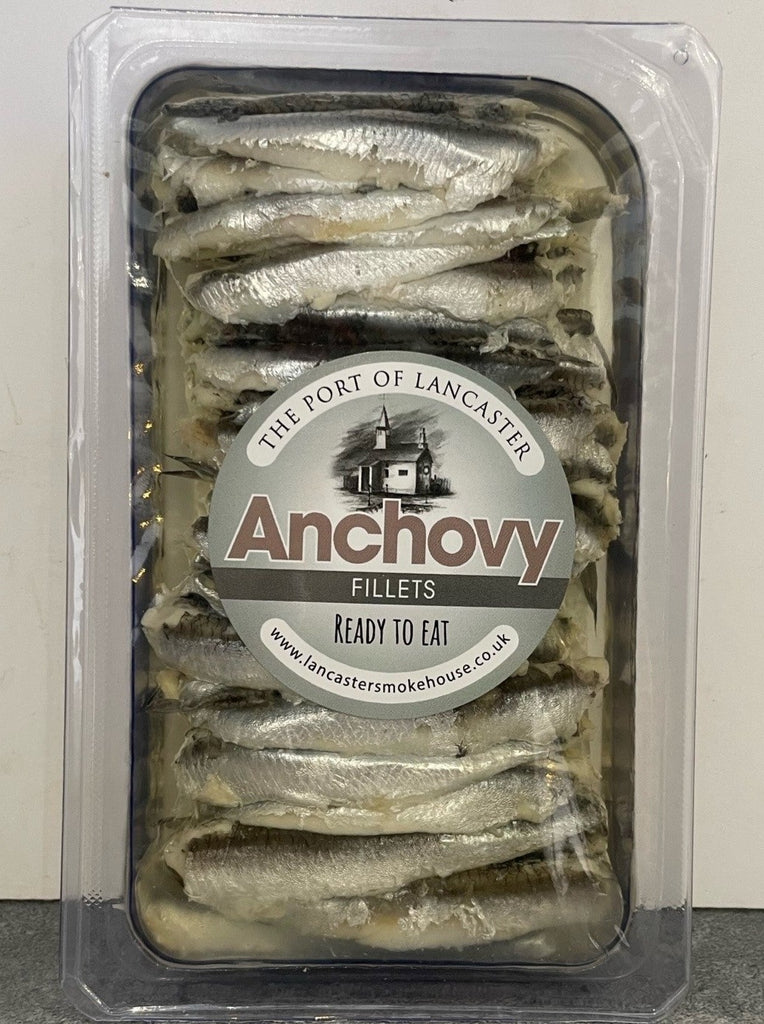 THE PORT OF LANCASTER
Anchovy
FILLETS
READY TO EAT
www.lancastersmokehouse.co.uk